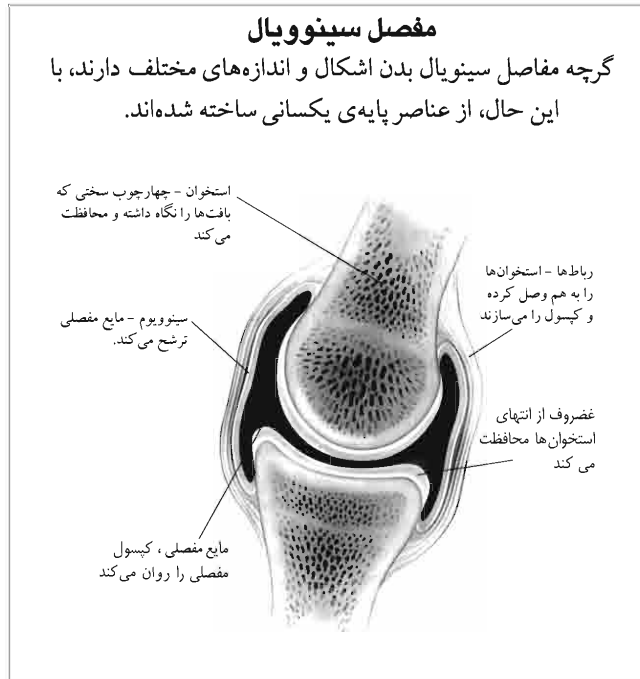 مفصل سینوویال
گرچه مفاصل سینویال بدن اشکال و اندازه‌های مختلف دارند، با
این حال، از عناصر پایه‌ی یکسانی ساخته شده‌اند.
استخوان - چهارچوب سختی که
بافت‌ها را نگاه داشته و محافظت
می‌کند
رباط‌ها - استخوان‌ها
را به هم وصل کرده
و کپسول را می‌سازند
سینوویوم - مایع مفصلی
ترشح می‌کند.
غضروف از انتهای
استخوان‌ها محافظت
می کند
مایع مفصلی ، کپسول
مفصلی را روان می‌کند